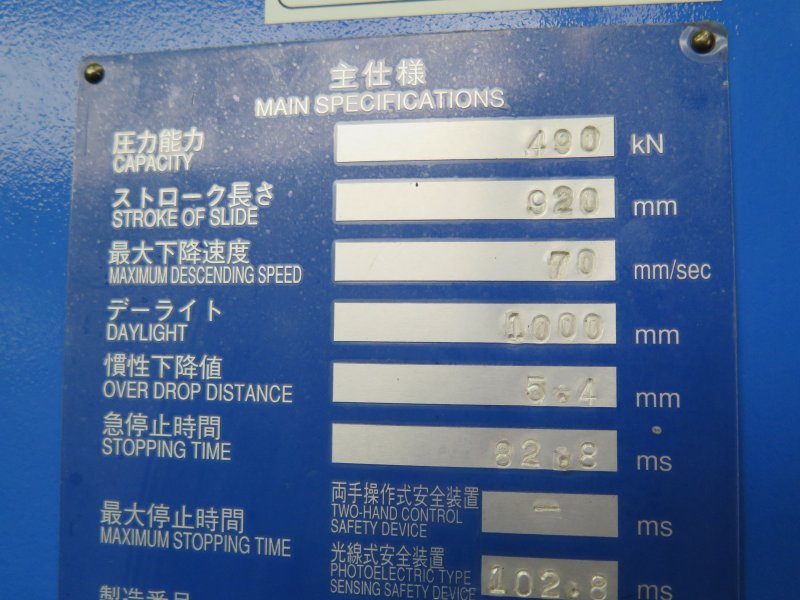 主仕様
MAIN SPECIFICATIONS
圧力能力 490 kN
CAPACITY
ストローク長さ 920 mm
STROKE OF SLIDE
最大下降速度 70 mm/sec
MAXIMUM DESCENDING SPEED
デーライト 1000 mm
DAYLIGHT
慣性下降値 5.4 mm
OVER DROP DISTANCE
急停止時間 82.8 ms
STOPPING TIME
最大停止時間
MAXIMUM STOPPING TIME
両手操作式安全装置 - ms
TWO-HAND CONTROL
SAFETY DEVICE
光線式安全装置 102.8 ms
PHOTOELECTRIC TYPE
SENSING SAFETY DEVICE
製造番号